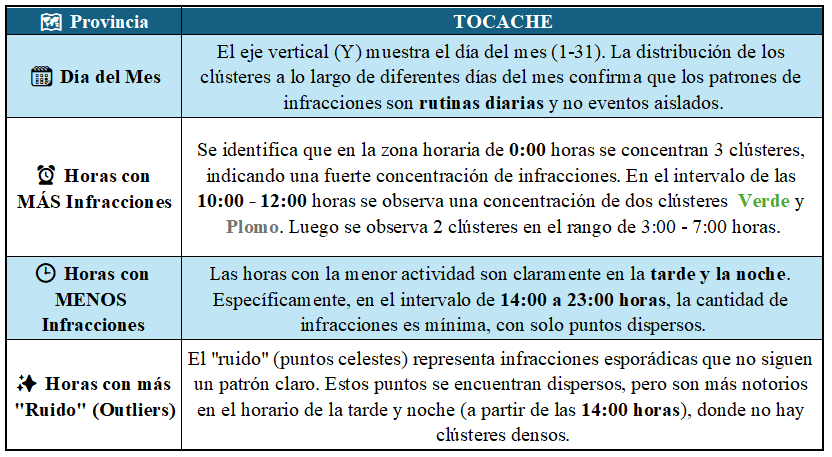 Provincia
TOCACHE
Día del Mes
El eje vertical (Y) muestra el día del mes (1-31). La distribución de los
clústeres a lo largo de diferentes días del mes confirma que los patrones de
infracciones son rutinas diarias y no eventos aislados.
Horas con
MÁS Infracciones
Se identifica que en la zona horaria de 0:00 horas se concentran 3 clústeres,
indicando una fuerte concentración de infracciones. En el intervalo de las
10:00 - 12:00 horas se observa una concentración de dos clústeres Verde y
Plomo. Luego se observa 2 clústeres en el rango de 3:00 - 7:00 horas.
Horas con
MENOS
Infracciones
Las horas con la menor actividad son claramente en la tarde y la noche.
Específicamente, en el intervalo de 14:00 a 23:00 horas, la cantidad de
infracciones es mínima, con solo puntos dispersos.
Horas con más
"Ruido" (Outliers)
El "ruido" (puntos celestes) representa infracciones esporádicas que no siguen
un patrón claro. Estos puntos se encuentran dispersos, pero son más notorios
en el horario de la tarde y noche (a partir de las 14:00 horas), donde no hay
clústeres densos.